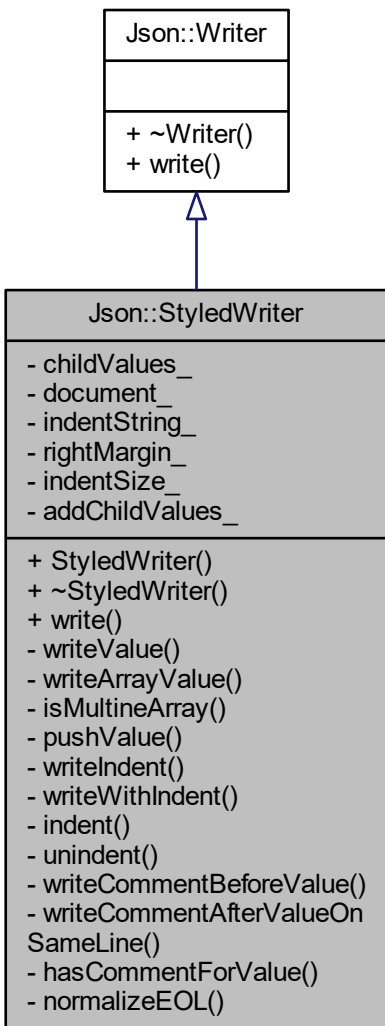 Json::Writer
+ ~Writer()
+ write()
Json::StyledWriter
- childValues_
- document_
- indentString_
- rightMargin_
- indentSize_
- addChildValues_
+ StyledWriter()
+ ~StyledWriter()
+ write()
- writeValue()
- writeArrayValue()
- isMultineArray()
- pushValue()
- writeIndent()
- writeWithIndent()
- indent()
- unindent()
- writeCommentBeforeValue()
- writeCommentAfterValueOn
SameLine()
- hasCommentForValue()
- normalizeEOL()